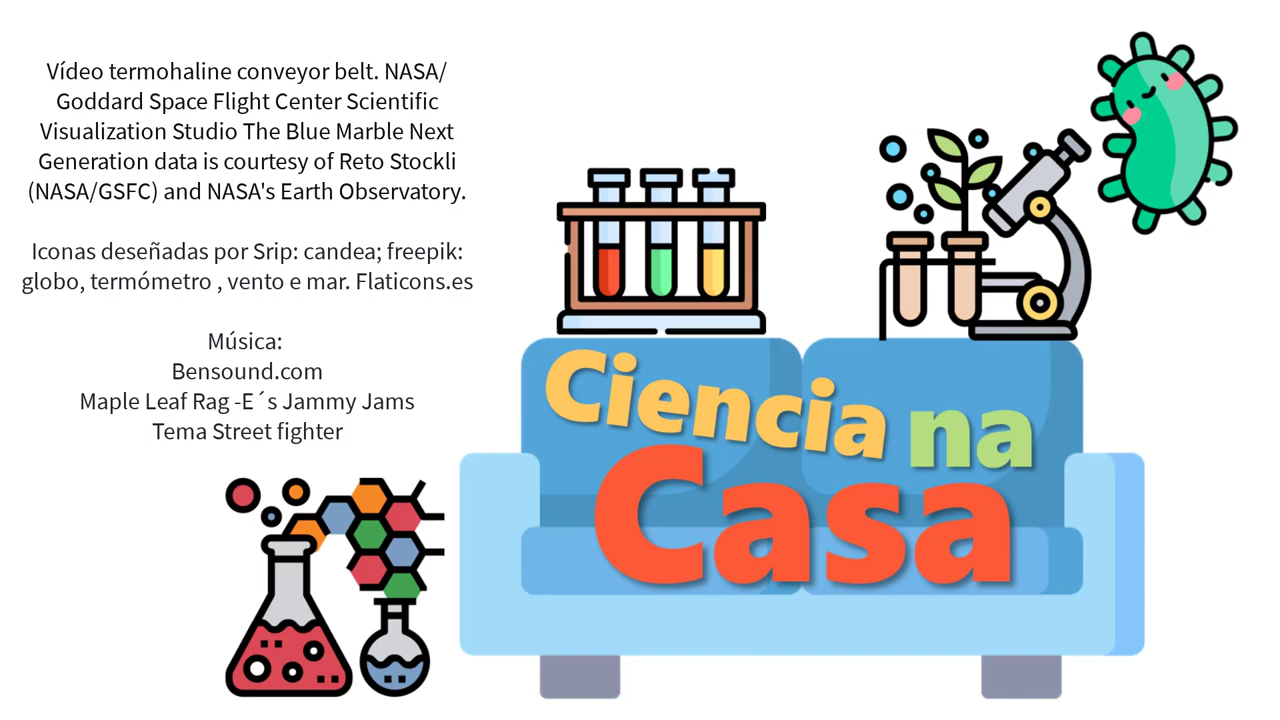 Vídeo termohaline conveyor belt. NASA/
Goddard Space Flight Center Scientific
Visualization Studio The Blue Marble Next
Generation data is courtesy of Reto Stockli
(NASA/GSFC) and NASA's Earth Observatory.
Iconas deseñadas por Srip: candea; freepik:
globo, termómetro , vento e mar. Flaticons.es
Música:
Bensound.com
Maple Leaf Rag -E´s Jammy Jams
Tema Street fighter
Ciencia na
Casa